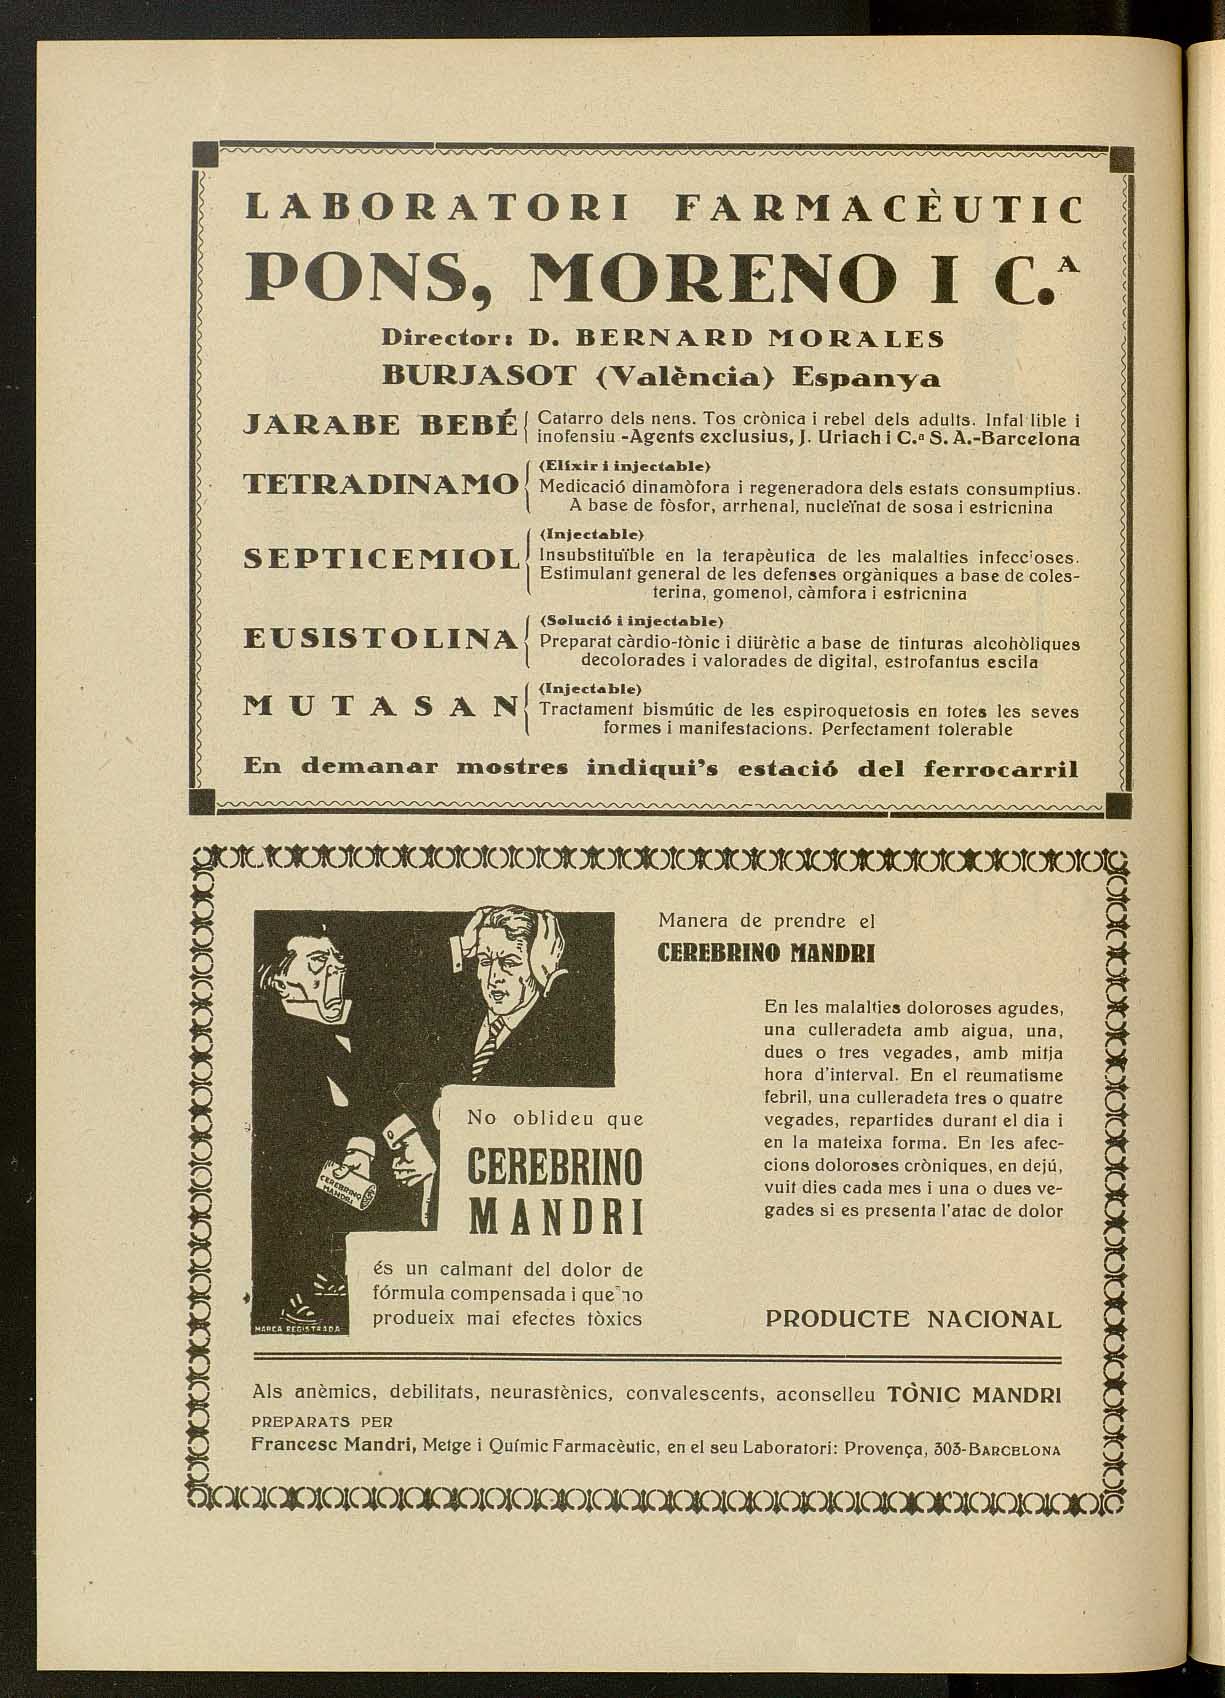 LABORATORI FARMACÈUTIC
PONS, MORENO I C.A
Director: D. BERNARD MORALES
BURJASOT (València) Espanya
JARABE BEBÉ
Catarro dels nens. Tos crònica i rebel dels adults. Infal·lible i
inofensiu -Agents exclusius, J. Uriach i C.ª S. A.-Barcelona
TETRADINAMO
(Elíxir i injectable)
Medicació dinamòfora i regeneradora dels estats consumptius.
A base de fòsfor, arrhenal, nucleïnat de sosa i estricnina
SEPTICEMIOL
(Injectable)
Insubstituïble en la terapèutica de les malalties infeccioses.
Estimulant general de les defenses orgàniques a base de coles-
terina, gomenol, càmfora i estricnina
EUSISTOLINA
(Solució i injectable)
Preparat càrdio-tònic i diürètic a base de tinturas alcohòliques
decolorades i valorades de digital, estrofantus escila
MUTASAN
(Injectable)
Tractament bismútic de les espiroquetosis en totes les seves
formes i manifestacions. Perfectament tolerable
En demanar mostres indiqui's estació del ferrocarril
Manera de prendre el
CEREBRINO MANDRI
En les malalties doloroses agudes,
una culleradeta amb aigua, una,
dues o tres vegades, amb mitja
hora d'interval. En el reumatisme
febril, una culleradeta tres o quatre
vegades, repartides durant el dia i
en la mateixa forma. En les afec-
cions doloroses cròniques, en dejú,
vuit dies cada mes i una o dues ve-
gades si es presenta l'atac de dolor
PRODUCTE NACIONAL
CEREBRINO
MANDRI
No oblideu que
CEREBRINO
MANDRI
és un calmant del dolor de
fórmula compensada i que no
produeix mai efectes tòxics
MARCA REGISTRADA
Als anèmics, debilitats, neurastènics, convalescents, aconselleu TÒNIC MANDRI
PREPARATS PER
Francesc Mandri, Metge i Químic Farmacèutic, en el seu Laboratori: Provença, 303-BARCELONA